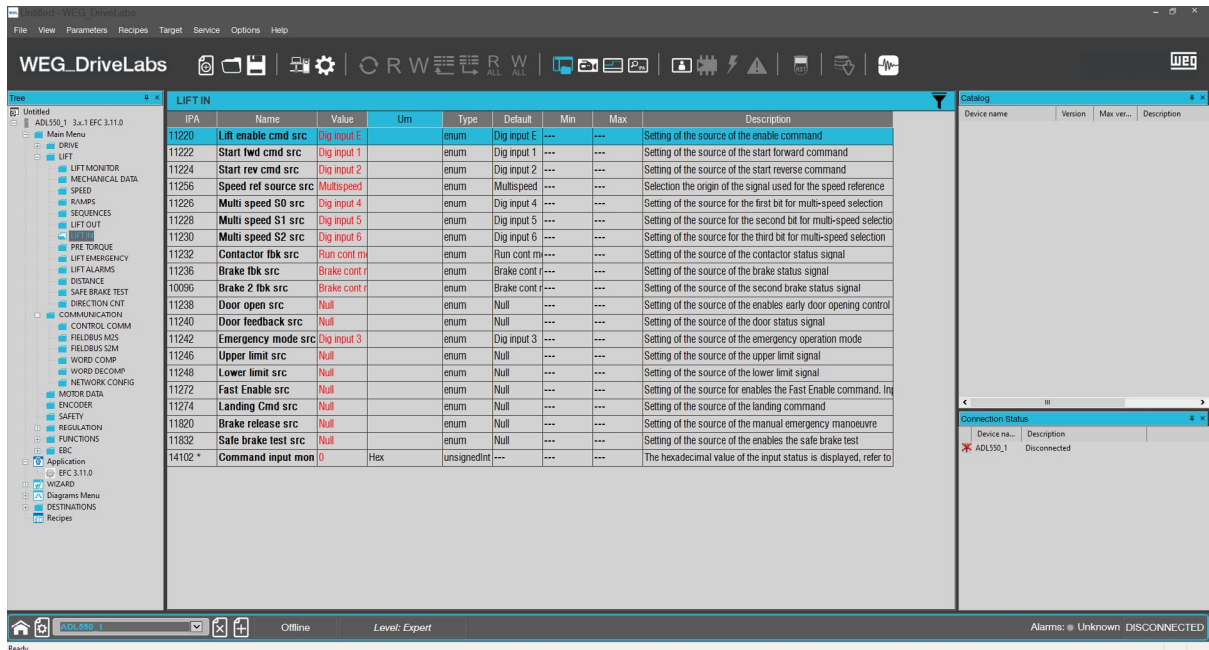 Untitled - WEG_DriveLabs
File View Parameters Recipes Target Service Options Help
WEG_DriveLabs
R W R ALL W ALL
weg
Tree
LIFT IN
Catalog
Untitled
ADL550_1 3.x.1 EFC 3.11.0
Main Menu
DRIVE
LIFT
LIFT MONITOR
MECHANICAL DATA
SPEED
RAMPS
SEQUENCES
LIFT OUT
LIFT IN
PRE TORQUE
LIFT EMERGENCY
LIFT ALARMS
DISTANCE
SAFE BRAKE TEST
DIRECTION CNT
COMMUNICATION
CONTROL COMM
FIELDBUS M2S
FIELDBUS S2M
WORD COMP
WORD DECOMP
NETWORK CONFIG
MOTOR DATA
ENCODER
SAFETY
REGULATION
FUNCTIONS
EBC
Application
EFC 3.11.0
WIZARD
Diagrams Menu
DESTINATIONS
Recipes
IPA Name Value Um Type Default Min Max Description
11220 Lift enable cmd src Dig input E enum Dig input E --- --- Setting of the source of the enable command
11222 Start fwd cmd src Dig input 1 enum Dig input 1 --- --- Setting of the source of the start forward command
11224 Start rev cmd src Dig input 2 enum Dig input 2 --- --- Setting of the source of the start reverse command
11256 Speed ref source src Multispeed enum Multispeed --- --- Selection the origin of the signal used for the speed reference
11226 Multi speed S0 src Dig input 4 enum Dig input 4 --- --- Setting of the source for the first bit for multi-speed selection
11228 Multi speed S1 src Dig input 5 enum Dig input 5 --- --- Setting of the source for the second bit for multi-speed selectio
11230 Multi speed S2 src Dig input 6 enum Dig input 6 --- --- Setting of the source for the third bit for multi-speed selection
11232 Contactor fbk src Run cont m enum Run cont m --- --- Setting of the source of the contactor status signal
11236 Brake fbk src Brake cont r enum Brake cont r --- --- Setting of the source of the brake status signal
10096 Brake 2 fbk src Brake cont r enum Brake cont r --- --- Setting of the source of the second brake status signal
11238 Door open src Null enum Null --- --- Setting of the source of the enables early door opening control
11240 Door feedback src Null enum Null --- --- Setting of the source of the door status signal
11242 Emergency mode src Dig input 3 enum Dig input 3 --- --- Setting of the source of the emergency operation mode
11246 Upper limit src Null enum Null --- --- Setting of the source of the upper limit signal
11248 Lower limit src Null enum Null --- --- Setting of the source of the lower limit signal
11272 Fast Enable src Null enum Null --- --- Setting of the source for enables the Fast Enable command. In
11274 Landing Cmd src Null enum Null --- --- Setting of the source of the landing command
11820 Brake release src Null enum Null --- --- Setting of the source of the manual emergency manoeuvre
11832 Safe brake test src Null enum Null --- --- Setting of the source of the enables the safe brake test
14102 * Command input mon 0 Hex unsignedInt --- --- --- The hexadecimal value of the input status is displayed, refer to
Device name Version Max ver... Description
Connection Status
Device na... Description
ADL550_1 Disconnected
ADL550_1 Offline Level: Expert Alarms: Unknown DISCONNECTED
Ready